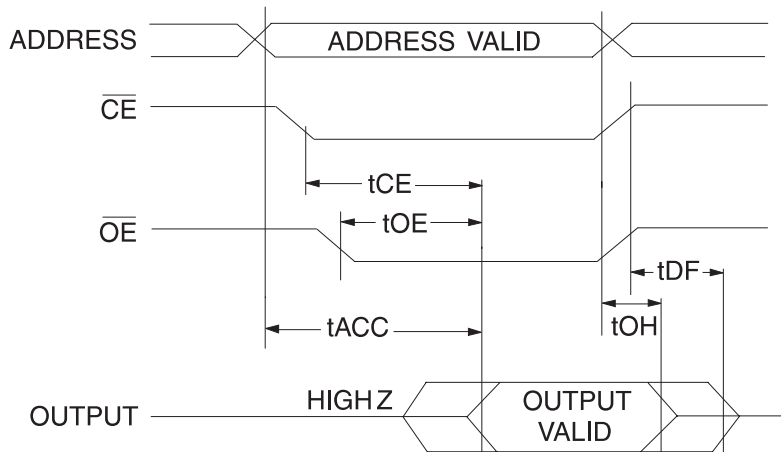 ADDRESS
ADDRESS VALID
CE
tCE
tOE
OE
tDF
tOH
tACC
HIGH Z
OUTPUT
OUTPUT
VALID